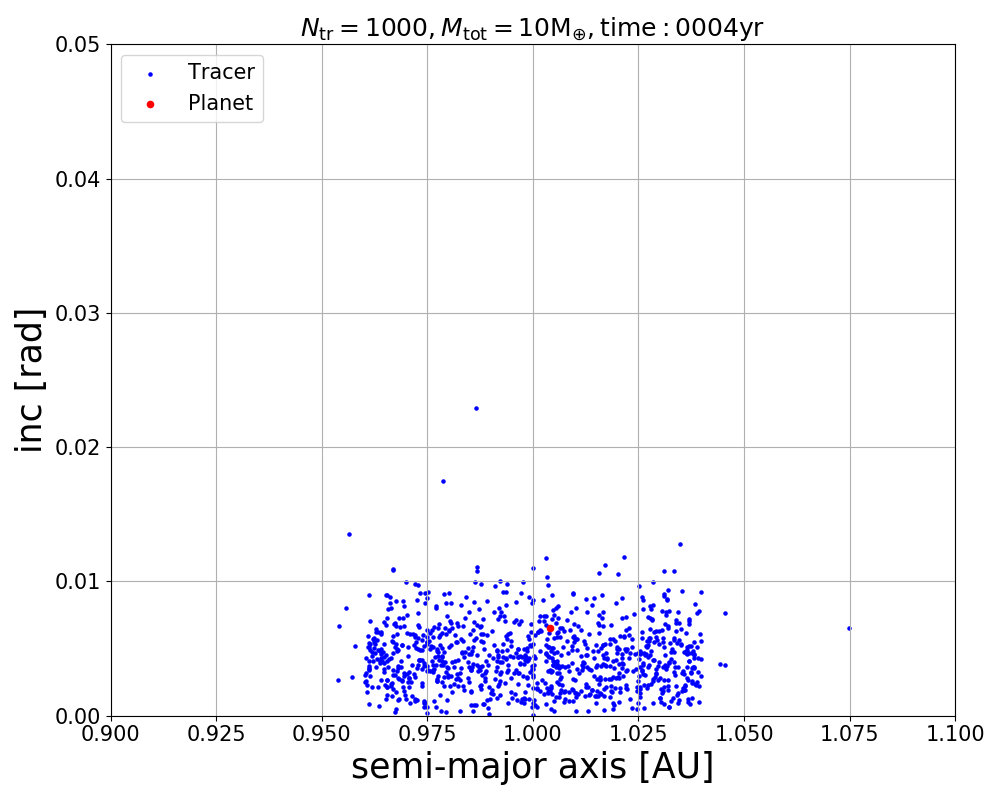 N_tr = 1000, M_tot = 10M_⊕, time : 0004yr
0.05
Tracer
Planet
0.04
0.03
0.02
0.01
0.00
inc [rad]
0.900 0.925 0.950 0.975 1.000 1.025 1.050 1.075 1.100
semi-major axis [AU]